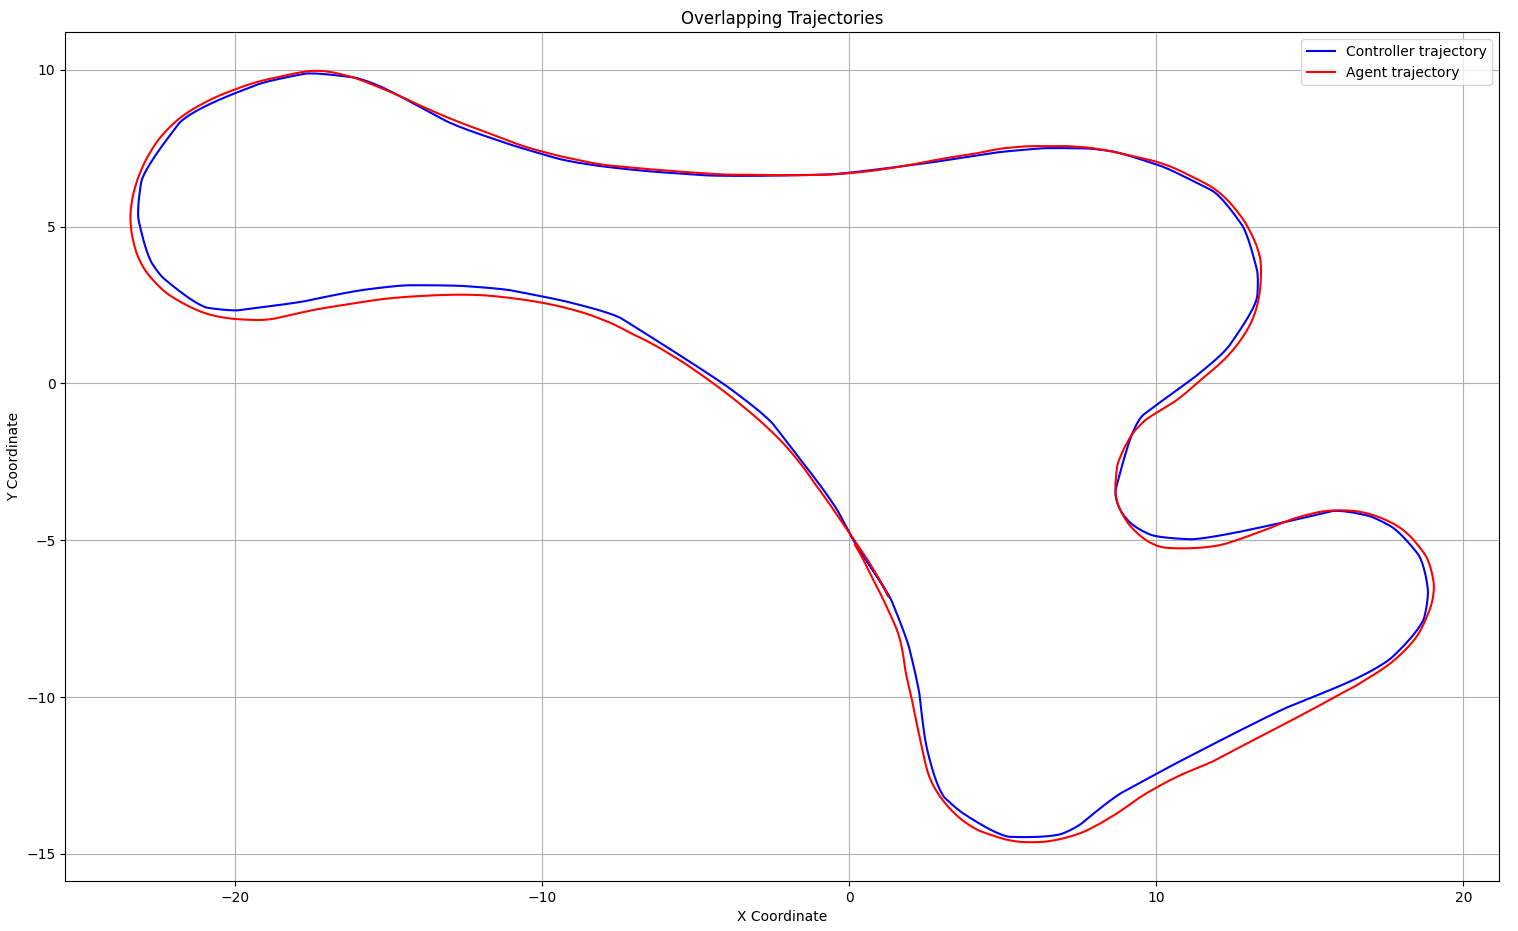 Overlapping Trajectories
Controller trajectory
Agent trajectory
10
5
0
−5
−10
−15
Y Coordinate
−20
−10
0
10
20
X Coordinate